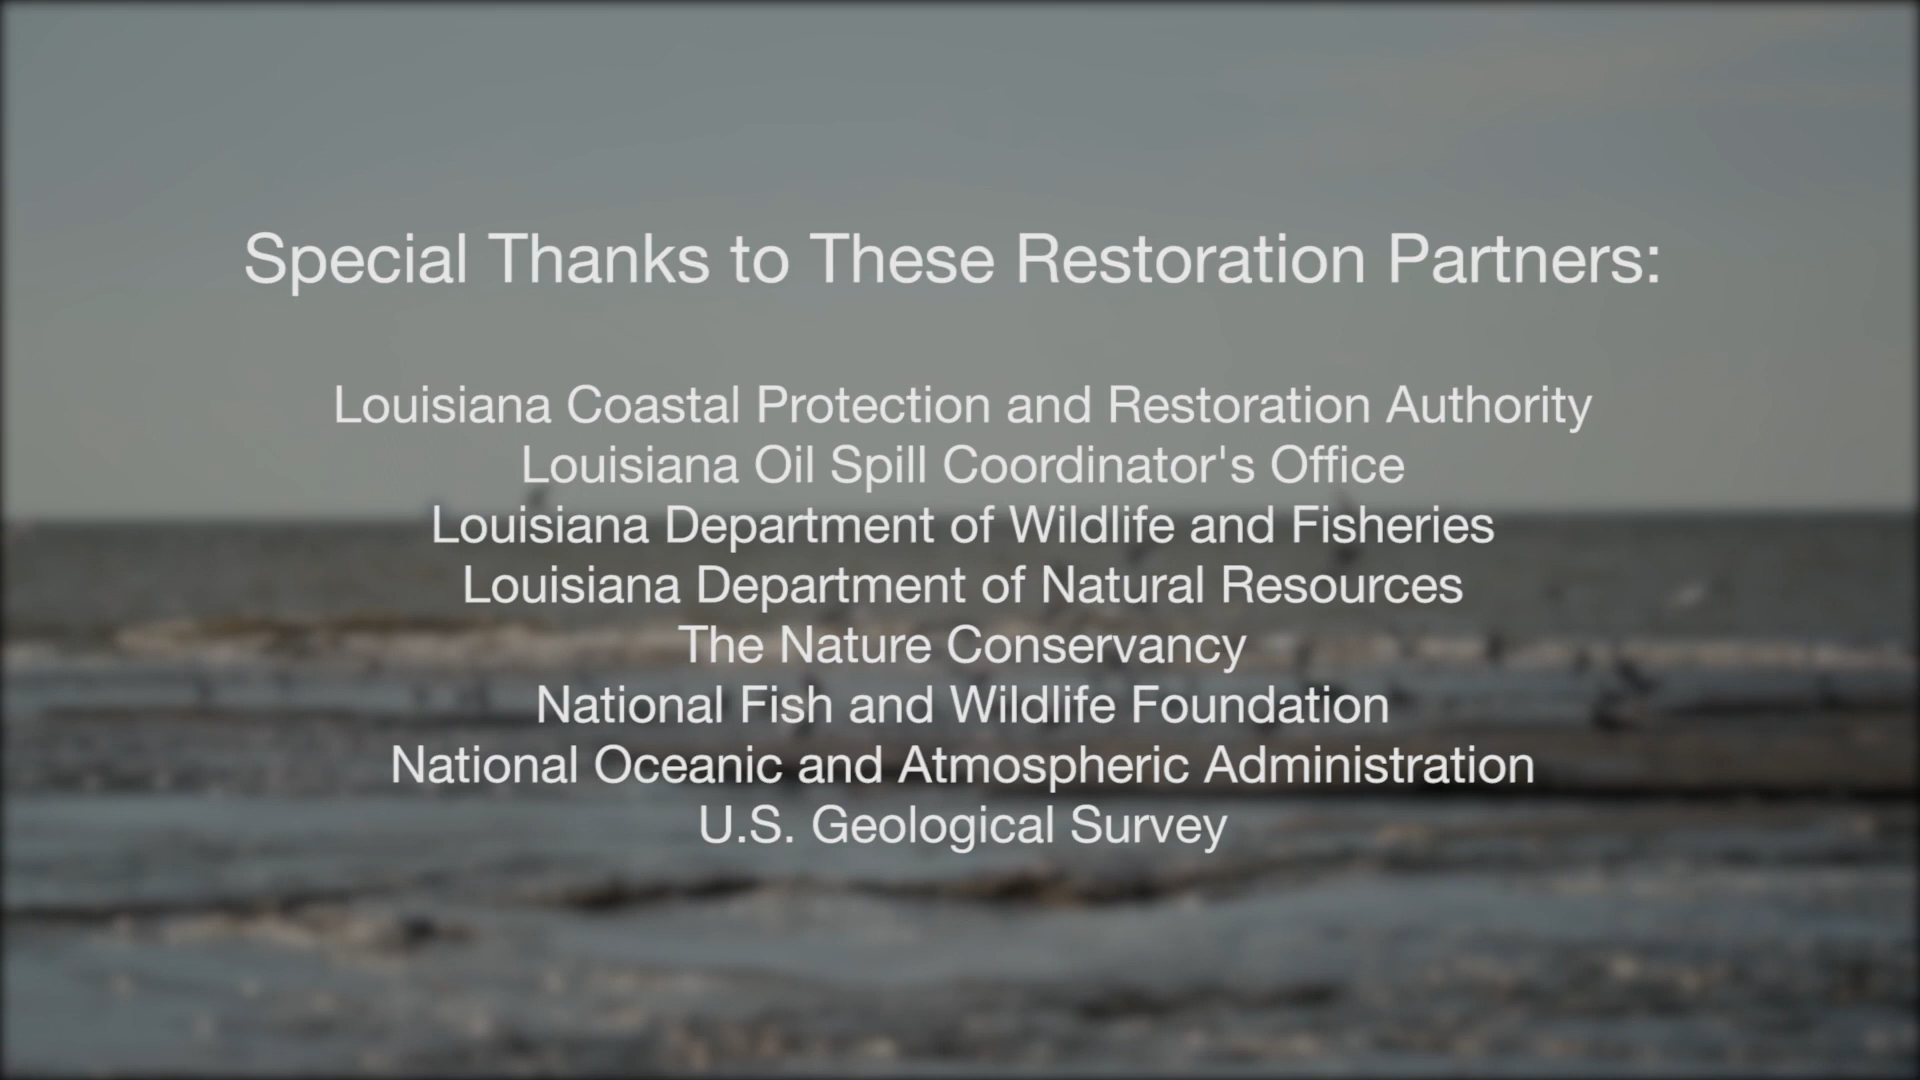 Special Thanks to These Restoration Partners:
Louisiana Coastal Protection and Restoration Authority
Louisiana Oil Spill Coordinator's Office
Louisiana Department of Wildlife and Fisheries
Louisiana Department of Natural Resources
The Nature Conservancy
National Fish and Wildlife Foundation
National Oceanic and Atmospheric Administration
U.S. Geological Survey